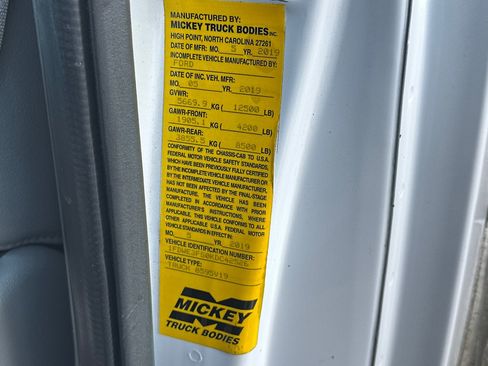 MANUFACTURED BY:
MICKEY TRUCK BODIES INC.
HIGH POINT, NORTH CAROLINA 27261
DATE OF MFR: MO. 5 YR. 2019
INCOMPLETE VEHICLE MANUFACTURED BY:
FORD
DATE OF INC. VEH. MFR:
MO. 05 YR. 2019
GVWR:
5669.9 KG ( 12500 LB)
GAWR-FRONT:
1905.1 KG ( 4200 LB)
GAWR-REAR:
3855.5 KG ( 8500 LB)
CONFORMITY OF THE CHASSIS-CAB TO U.S.A.
FEDERAL MOTOR VEHICLE SAFETY STANDARDS,
WHICH HAVE BEEN PREVIOUSLY FULLY CERTIFIED
BY THE INCOMPLETE VEHICLE MANUFACTURER OR
BY THE INTERMEDIATE VEHICLE MANUFACTURER,
HAS NOT BEEN AFFECTED BY THE FINAL-STAGE
MANUFACTURE. THE VEHICLE HAS BEEN
COMPLETED IN ACCORDANCE WITH PRIOR
MANUFACTURER'S INSTRUCTIONS, WHERE
APPLICABLE. THIS VEHICLE CONFORMS TO ALL
OTHER APPLICABLE U.S.A. FEDERAL MOTOR
VEHICLE STANDARDS IN EFFECT IN:
MO. 5 YR. 2019
VEHICLE IDENTIFICATION NUMBER:
VEHICLE TYPE:
TRUCK 8595V19
M
MICKEY
TRUCK BODIES